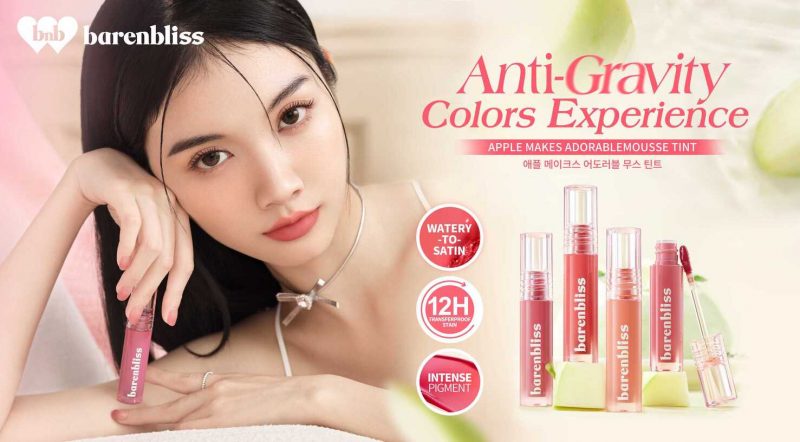 bnb barenbliss
Anti-Gravity
Colors Experience
APPLE MAKES ADORABLEMOUSSE TINT
애플 메이크스 어도러블 무스 틴트
WATERY
-TO-
SATIN
12H
TRANSFERPROOF
STAIN
INTENSE
PIGMENT
barenbliss
barenbliss
barenbliss
barenbliss
barenbliss